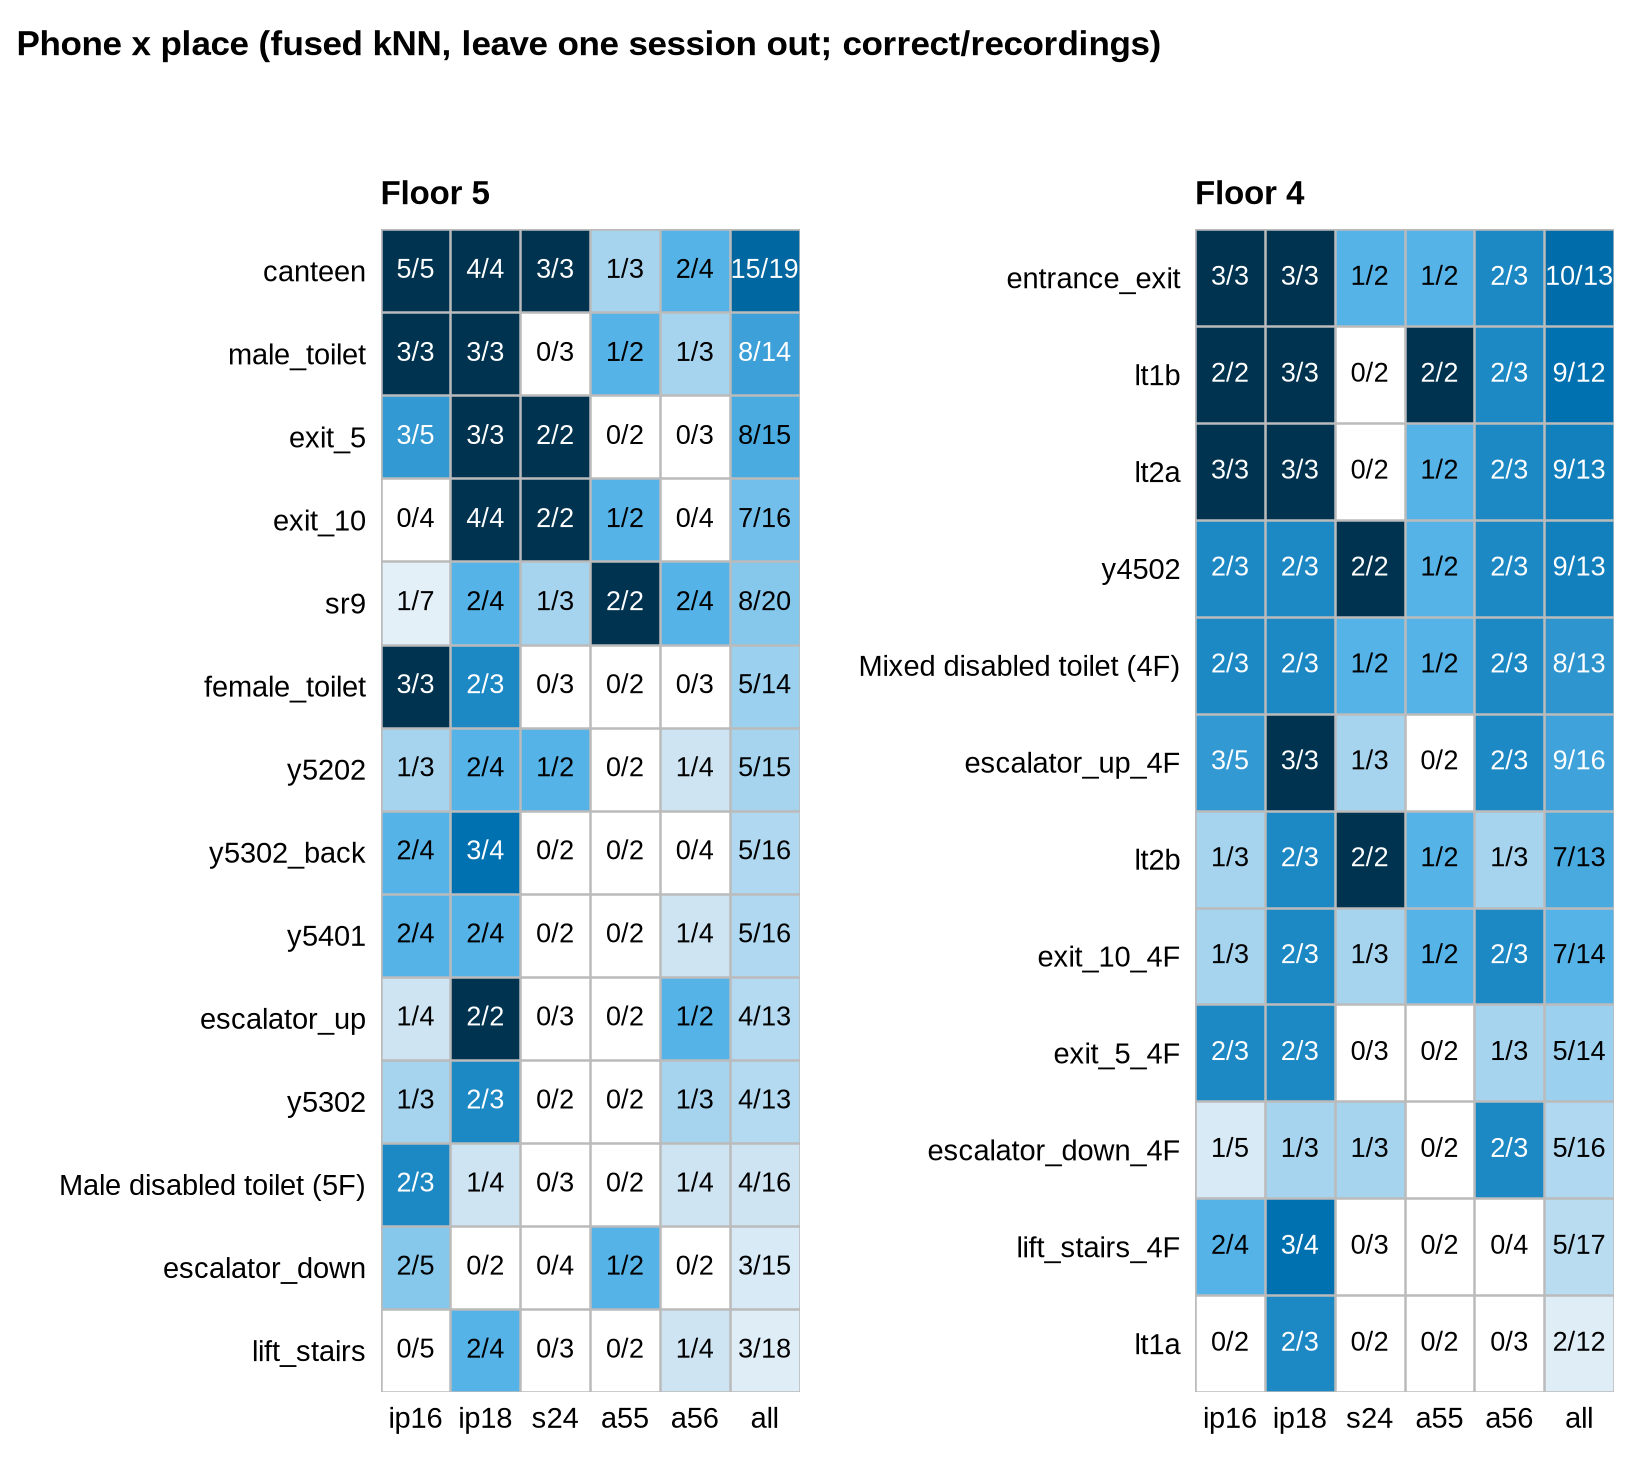 Phone x place (fused kNN, leave one session out; correct/recordings)
Floor 5
canteen 5/5 4/4 3/3 1/3 2/4 15/19
male_toilet 3/3 3/3 0/3 1/2 1/3 8/14
exit_5 3/5 3/3 2/2 0/2 0/3 8/15
exit_10 0/4 4/4 2/2 1/2 0/4 7/16
sr9 1/7 2/4 1/3 2/2 2/4 8/20
female_toilet 3/3 2/3 0/3 0/2 0/3 5/14
y5202 1/3 2/4 1/2 0/2 1/4 5/15
y5302_back 2/4 3/4 0/2 0/2 0/4 5/16
y5401 2/4 2/4 0/2 0/2 1/4 5/16
escalator_up 1/4 2/2 0/3 0/2 1/2 4/13
y5302 1/3 2/3 0/2 0/2 1/3 4/13
Male disabled toilet (5F) 2/3 1/4 0/3 0/2 1/4 4/16
escalator_down 2/5 0/2 0/4 1/2 0/2 3/15
lift_stairs 0/5 2/4 0/3 0/2 1/4 3/18
ip16 ip18 s24 a55 a56 all
Floor 4
entrance_exit 3/3 3/3 1/2 1/2 2/3 10/13
lt1b 2/2 3/3 0/2 2/2 2/3 9/12
lt2a 3/3 3/3 0/2 1/2 2/3 9/13
y4502 2/3 2/3 2/2 1/2 2/3 9/13
Mixed disabled toilet (4F) 2/3 2/3 1/2 1/2 2/3 8/13
escalator_up_4F 3/5 3/3 1/3 0/2 2/3 9/16
lt2b 1/3 2/3 2/2 1/2 1/3 7/13
exit_10_4F 1/3 2/3 1/3 1/2 2/3 7/14
exit_5_4F 2/3 2/3 0/3 0/2 1/3 5/14
escalator_down_4F 1/5 1/3 1/3 0/2 2/3 5/16
lift_stairs_4F 2/4 3/4 0/3 0/2 0/4 5/17
lt1a 0/2 2/3 0/2 0/2 0/3 2/12
ip16 ip18 s24 a55 a56 all